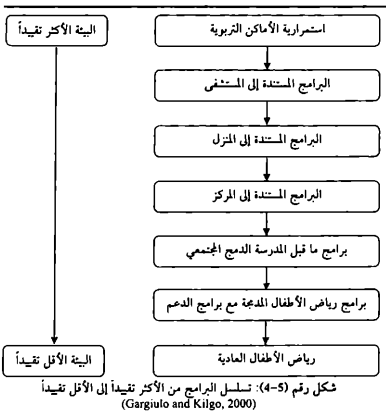 البيئة الأكثر تقييداً
استمرارية الأماكن التربوية
البرامج المستندة إلى المستشفى
البرامج المستندة إلى المنزل
البرامج المستندة إلى المركز
برامج ما قبل المدرسة الدمج المجتمعي
برامج رياض الأطفال المدمجة مع برامج الدعم
رياض الأطفال العادية
البيئة الأقل تقييداً
شكل رقم (5-4): تسلسل البرامج من الأكثر تقييداً إلى الأقل تقييداً
(Gargiulo and Kilgo, 2000)